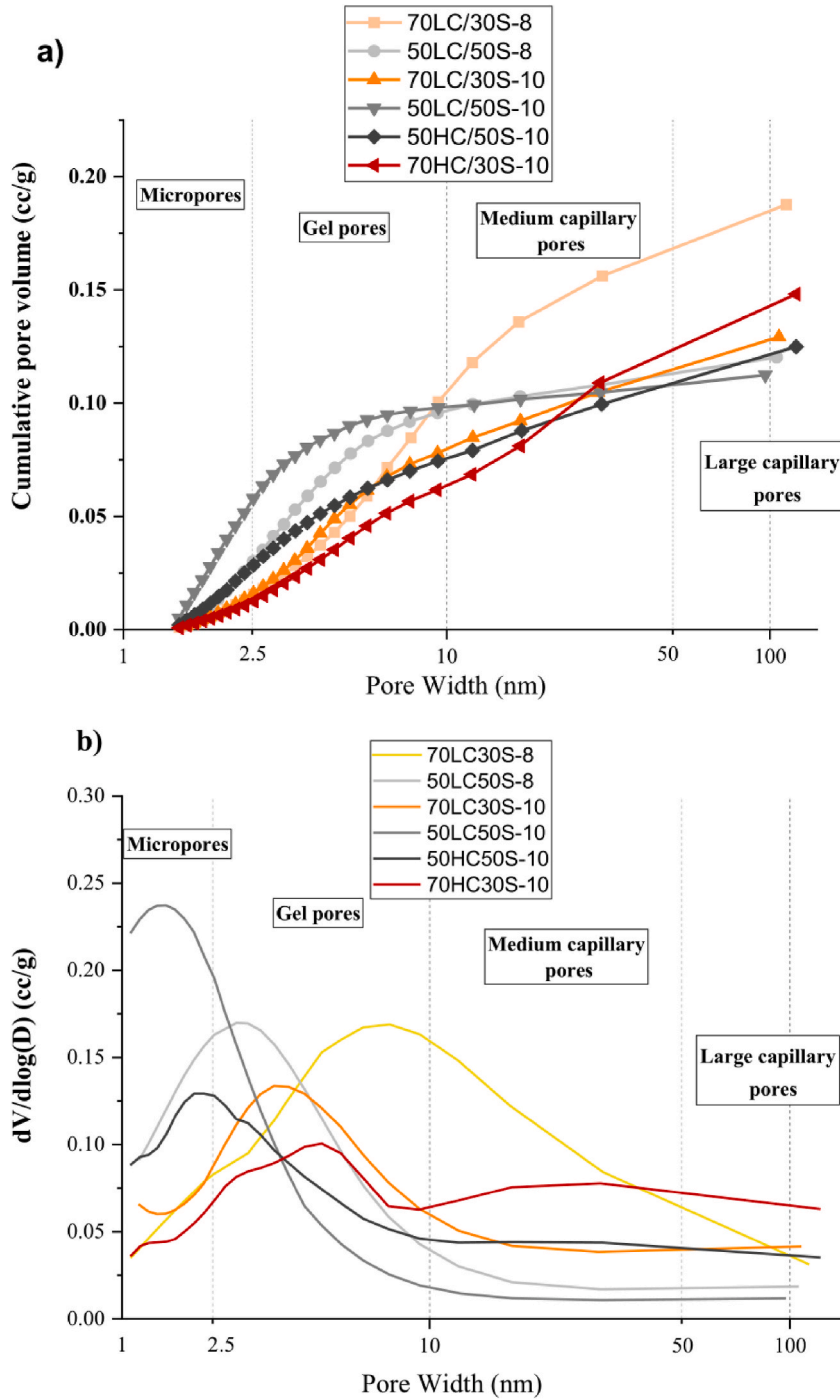 a)
70LC/30S-8
50LC/50S-8
70LC/30S-10
50LC/50S-10
50HC/50S-10
70HC/30S-10
Cumulative pore volume (cc/g)
0.20
0.15
0.10
0.05
0.00
Micropores
Gel pores
Medium capillary
pores
Large capillary
pores
1
2.5
10
50
100
Pore Width (nm)
b)
70LC30S-8
50LC50S-8
70LC30S-10
50LC50S-10
50HC50S-10
70HC30S-10
dV/dlog(D) (cc/g)
0.30
0.25
0.20
0.15
0.10
0.05
0.00
Micropores
Gel pores
Medium capillary
pores
Large capillary
pores
1
2.5
10
50
100
Pore Width (nm)